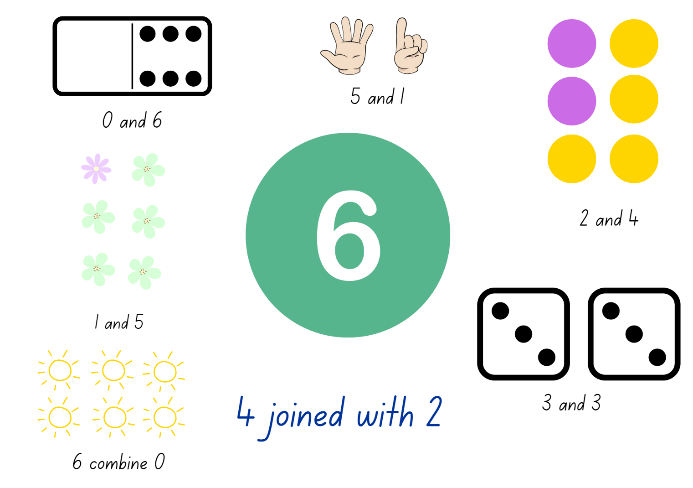 0 and 6
5 and 1
2 and 4
1 and 5
6
3 and 3
6 combine 0
4 joined with 2